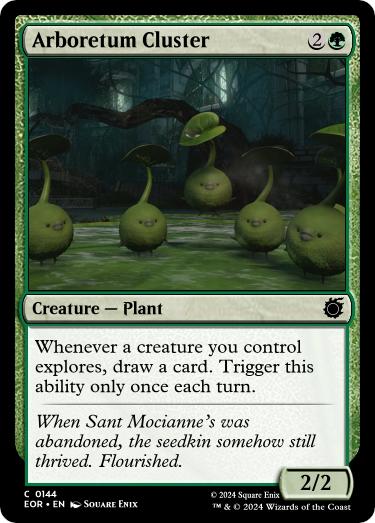 Arboretum Cluster 2
Creature — Plant
Whenever a creature you control
explores, draw a card. Trigger this
ability only once each turn.
When Sant Mocianne's was
abandoned, the seedkin somehow still
thrived. Flourished.
2/2
C 0144
EOR • EN Square Enix
© 2024 Square Enix
™ & © 2024 Wizards of the Coast